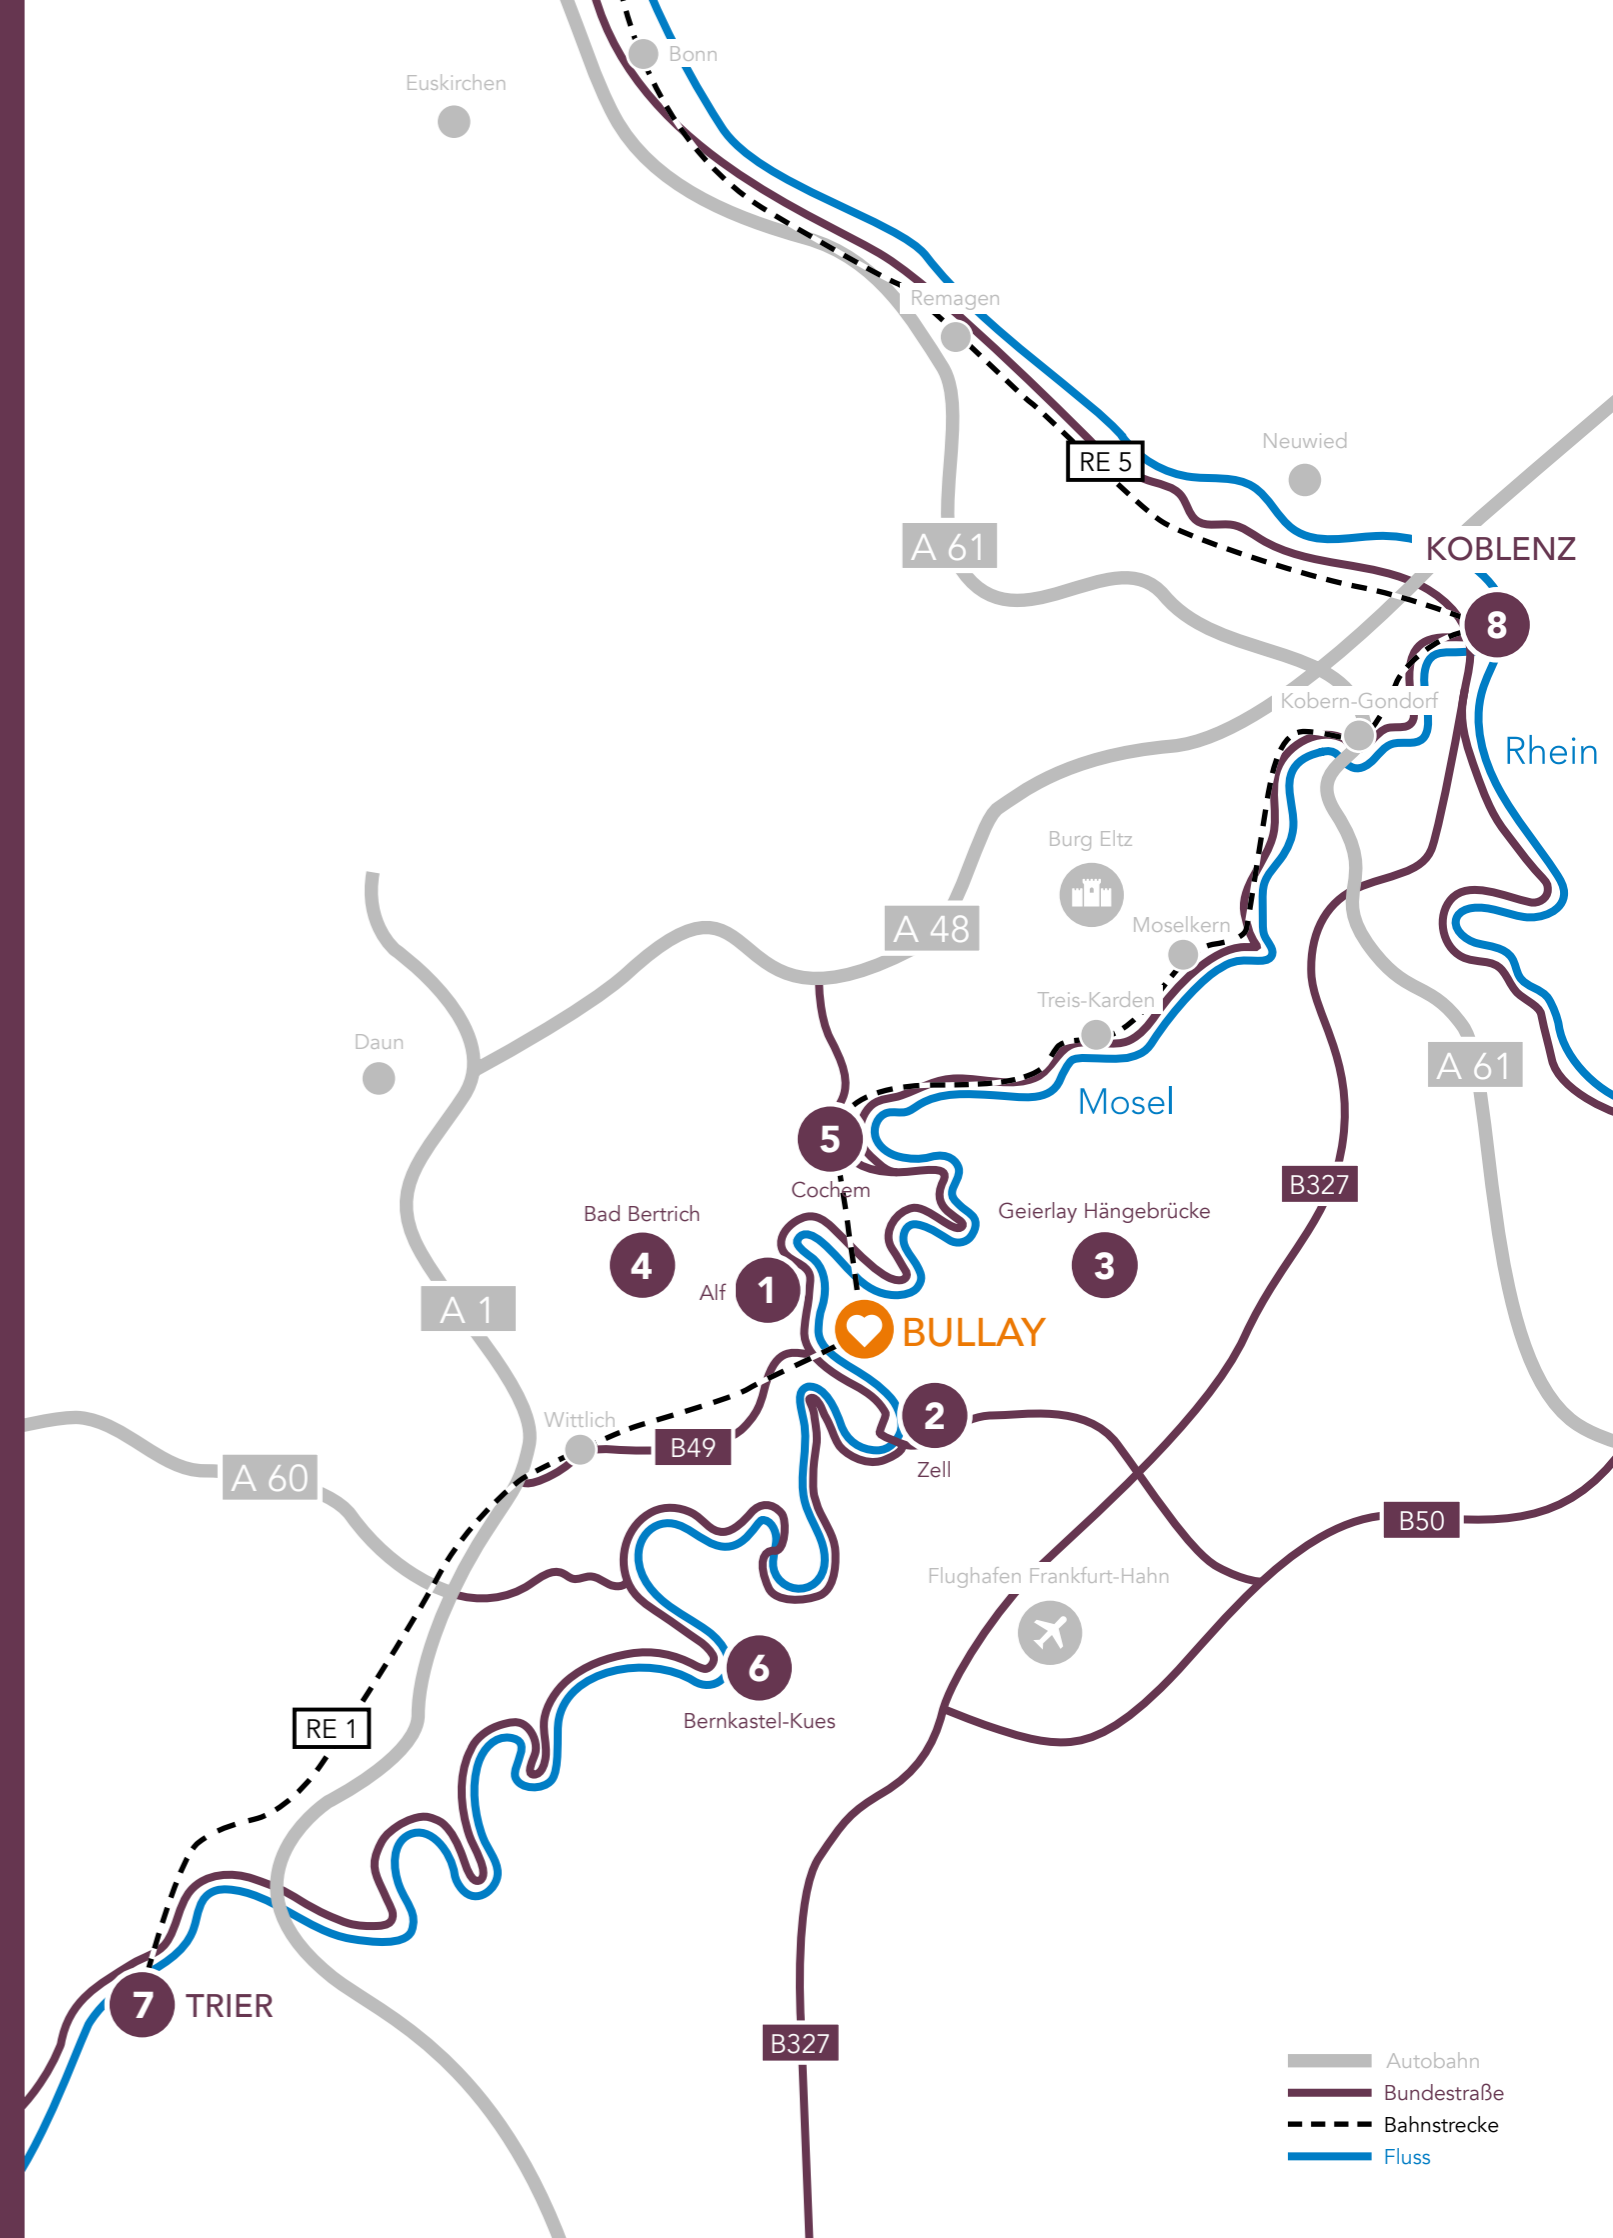 Bonn
Euskirchen
Remagen
Neuwied
RE 5
A 61
KOBLENZ
8
Kobern-Gondorf
Rhein
Burg Eltz
Moselkern
A 48
Treis-Karden
Daun
A 61
Mosel
5
Cochem
B327
Bad Bertrich
4
Geierlay Hängebrücke
3
Alf
1
A 1
BULLAY
Wittlich
2
B49
Zell
A 60
B50
Flughafen Frankfurt-Hahn
6
Bernkastel-Kues
RE 1
7
TRIER
B327
Autobahn
Bundestraße
Bahnstrecke
Fluss